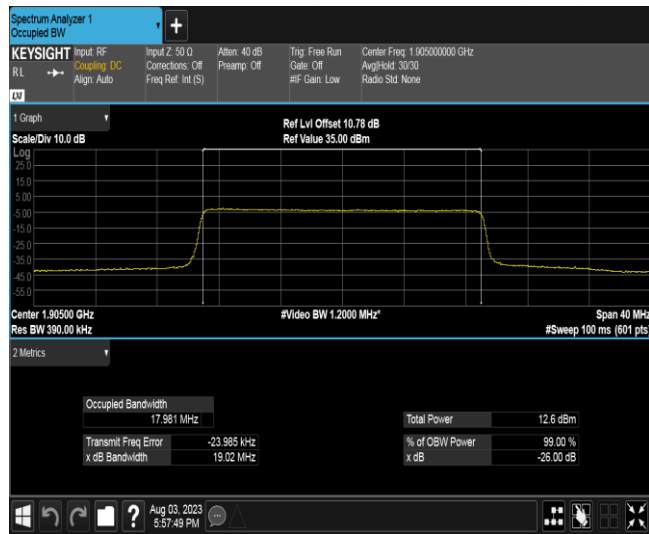 Spectrum Analyzer 1
Occupied BW
+
KEYSIGHT
RL
LXI
Input: RF
Coupling: DC
Align: Auto
Input Z: 50 Ω
Corrections: Off
Freq Ref: Int (S)
Atten: 40 dB
Preamp: Off
Trig: Free Run
Gate: Off
#IF Gain: Low
Center Freq: 1.905000000 GHz
Avg|Hold: 30/30
Radio Std: None
1 Graph
Scale/Div 10.0 dB
Ref Lvl Offset 10.78 dB
Ref Value 35.00 dBm
Log
25.0
15.0
5.00
-5.00
-15.0
-25.0
-35.0
-45.0
-55.0
Center 1.90500 GHz
Res BW 390.00 kHz
#Video BW 1.2000 MHz*
Span 40 MHz
#Sweep 100 ms (601 pts)
2 Metrics
Occupied Bandwidth
17.981 MHz
Transmit Freq Error -23.985 kHz
x dB Bandwidth 19.02 MHz
Total Power 12.6 dBm
% of OBW Power 99.00 %
x dB -26.00 dB
?
Aug 03, 2023
5:57:49 PM